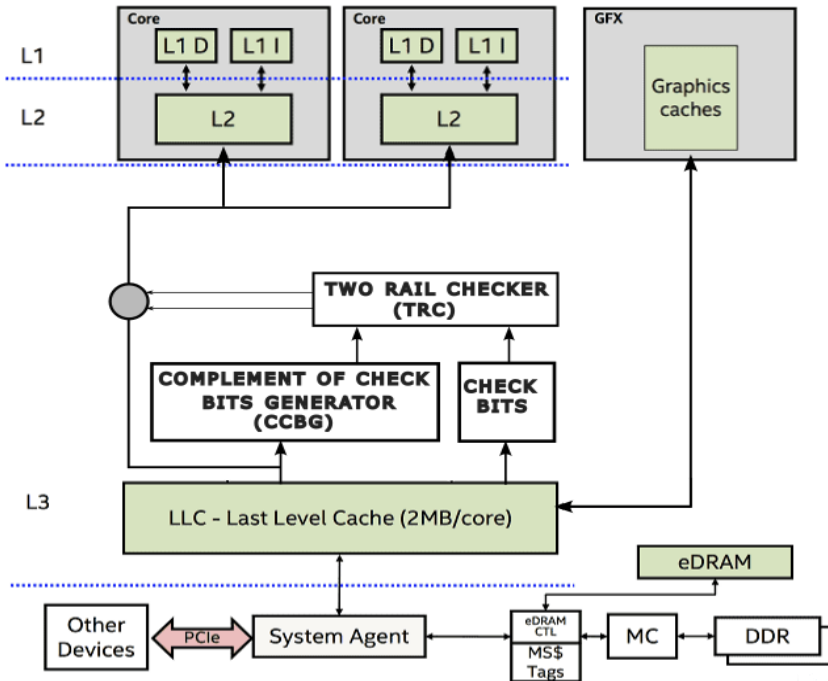 Core
Core
GFX
L1
L1 D
L1 I
L1 D
L1 I
Graphics
caches
L2
L2
L2
TWO RAIL CHECKER
(TRC)
COMPLEMENT OF CHECK
BITS GENERATOR
(CCBG)
CHECK
BITS
L3
LLC - Last Level Cache (2MB/core)
eDRAM
Other
Devices
PCIe
System Agent
eDRAM
CTL
MS$
Tags
MC
DDR